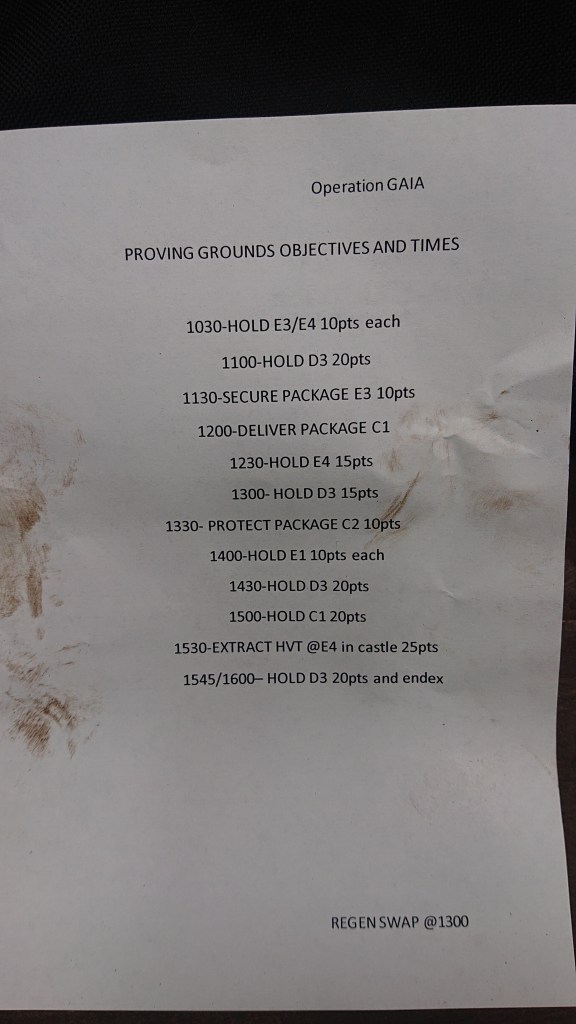 Operation GAIA
PROVING GROUNDS OBJECTIVES AND TIMES
1030-HOLD E3/E4 10pts each
1100-HOLD D3 20pts
1130-SECURE PACKAGE E3 10pts
1200-DELIVER PACKAGE C1
1230-HOLD E4 15pts
1300- HOLD D3 15pts
1330- PROTECT PACKAGE C2 10pts
1400-HOLD E1 10pts each
1430-HOLD D3 20pts
1500-HOLD C1 20pts
1530-EXTRACT HVT @E4 in castle 25pts
1545/1600– HOLD D3 20pts and endex
REGEN SWAP @1300